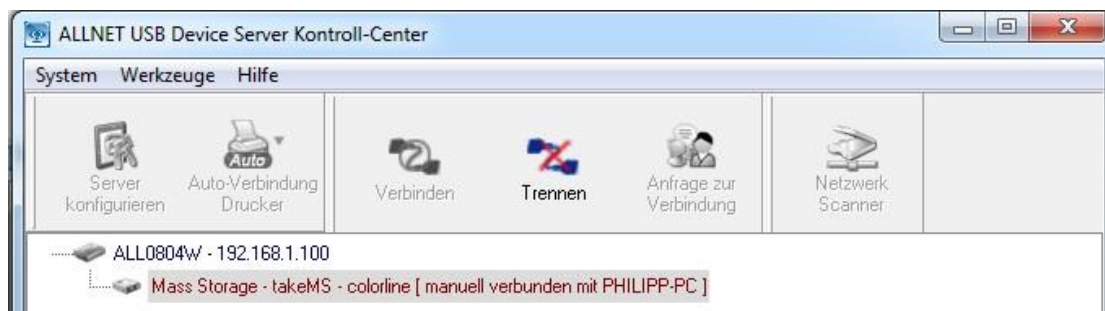 ALLNET USB Device Server Kontroll-Center
System Werkzeuge Hilfe
Auto
Server konfigurieren
Auto-Verbindung Drucker
Verbinden
Trennen
Anfrage zur Verbindung
Netzwerk Scanner
ALL0804W - 192.168.1.100
Mass Storage - takeMS - colorline [ manuell verbunden mit PHILIPP-PC ]